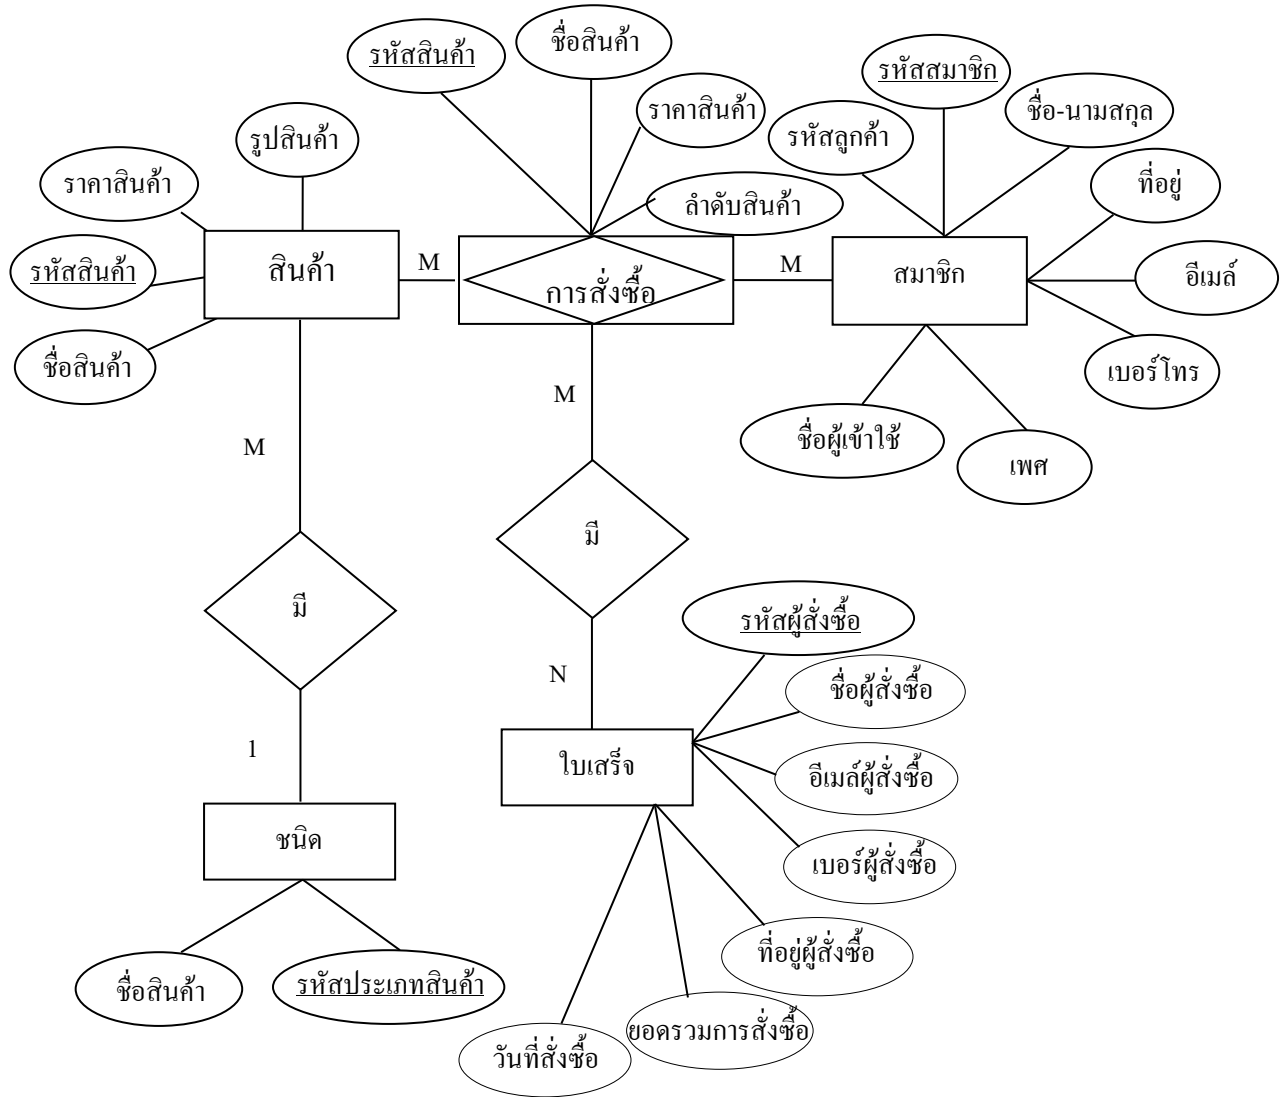 รหัสสินค้า
ชื่อสินค้า
ราคาสินค้า
ลำดับสินค้า
รหัสสมาชิก
ชื่อ-นามสกุล
รหัสลูกค้า
ที่อยู่
อีเมล์
เบอร์โทร
เพศ
ชื่อผู้เข้าใช้
รูปสินค้า
ราคาสินค้า
รหัสสินค้า
ชื่อสินค้า
สินค้า
M
การสั่งซื้อ
M
สมาชิก
M
M
มี
มี
N
1
ใบเสร็จ
ชนิด
รหัสผู้สั่งซื้อ
ชื่อผู้สั่งซื้อ
อีเมล์ผู้สั่งซื้อ
เบอร์ผู้สั่งซื้อ
ที่อยู่ผู้สั่งซื้อ
ยอดรวมการสั่งซื้อ
วันที่สั่งซื้อ
ชื่อสินค้า
รหัสประเภทสินค้า